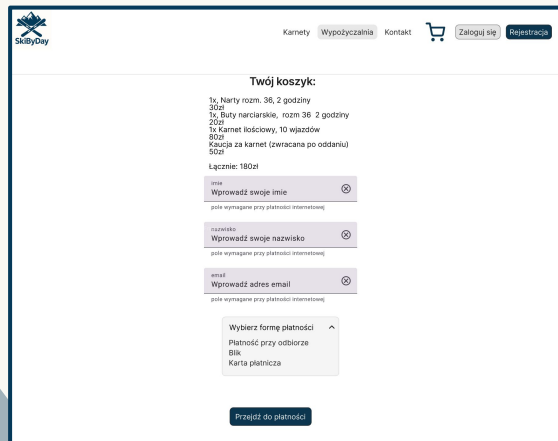 SkiByDay
Karnety Wypożyczalnia Kontakt Zaloguj się Rejestracja
Twój koszyk:
1x, Narty rozm. 36, 2 godziny
30zł
1x, Buty narciarskie, rozm 36 2 godziny
20zł
1x Karnet ilościowy, 10 wjazdów
80zł
Kaucja za karnet (zwracana po oddaniu)
50zł
Łącznie: 180zł
imie
Wprowadź swoje imie
pole wymagane przy płatności internetowej
nazwisko
Wprowadź swoje nazwisko
pole wymagane przy płatności internetowej
email
Wprowadź adres email
pole wymagane przy płatności internetowej
Wybierz formę płatności
Płatność przy odbiorze
Blik
Karta płatnicza
Przejdź do płatności